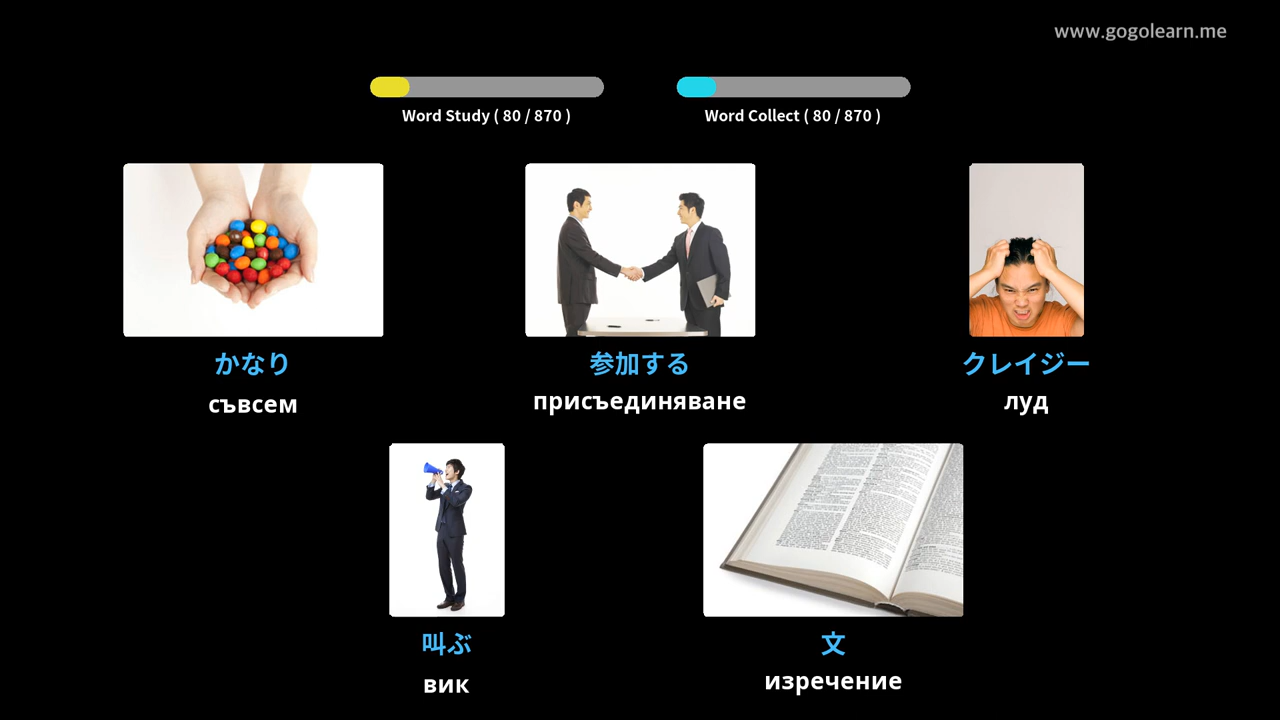 www.gogolearn.me
Word Study ( 80 / 870 )
Word Collect ( 80 / 870 )
かなり
съвсем
参加する
присъединяване
クレイジー
луд
叫ぶ
вик
文
изречение